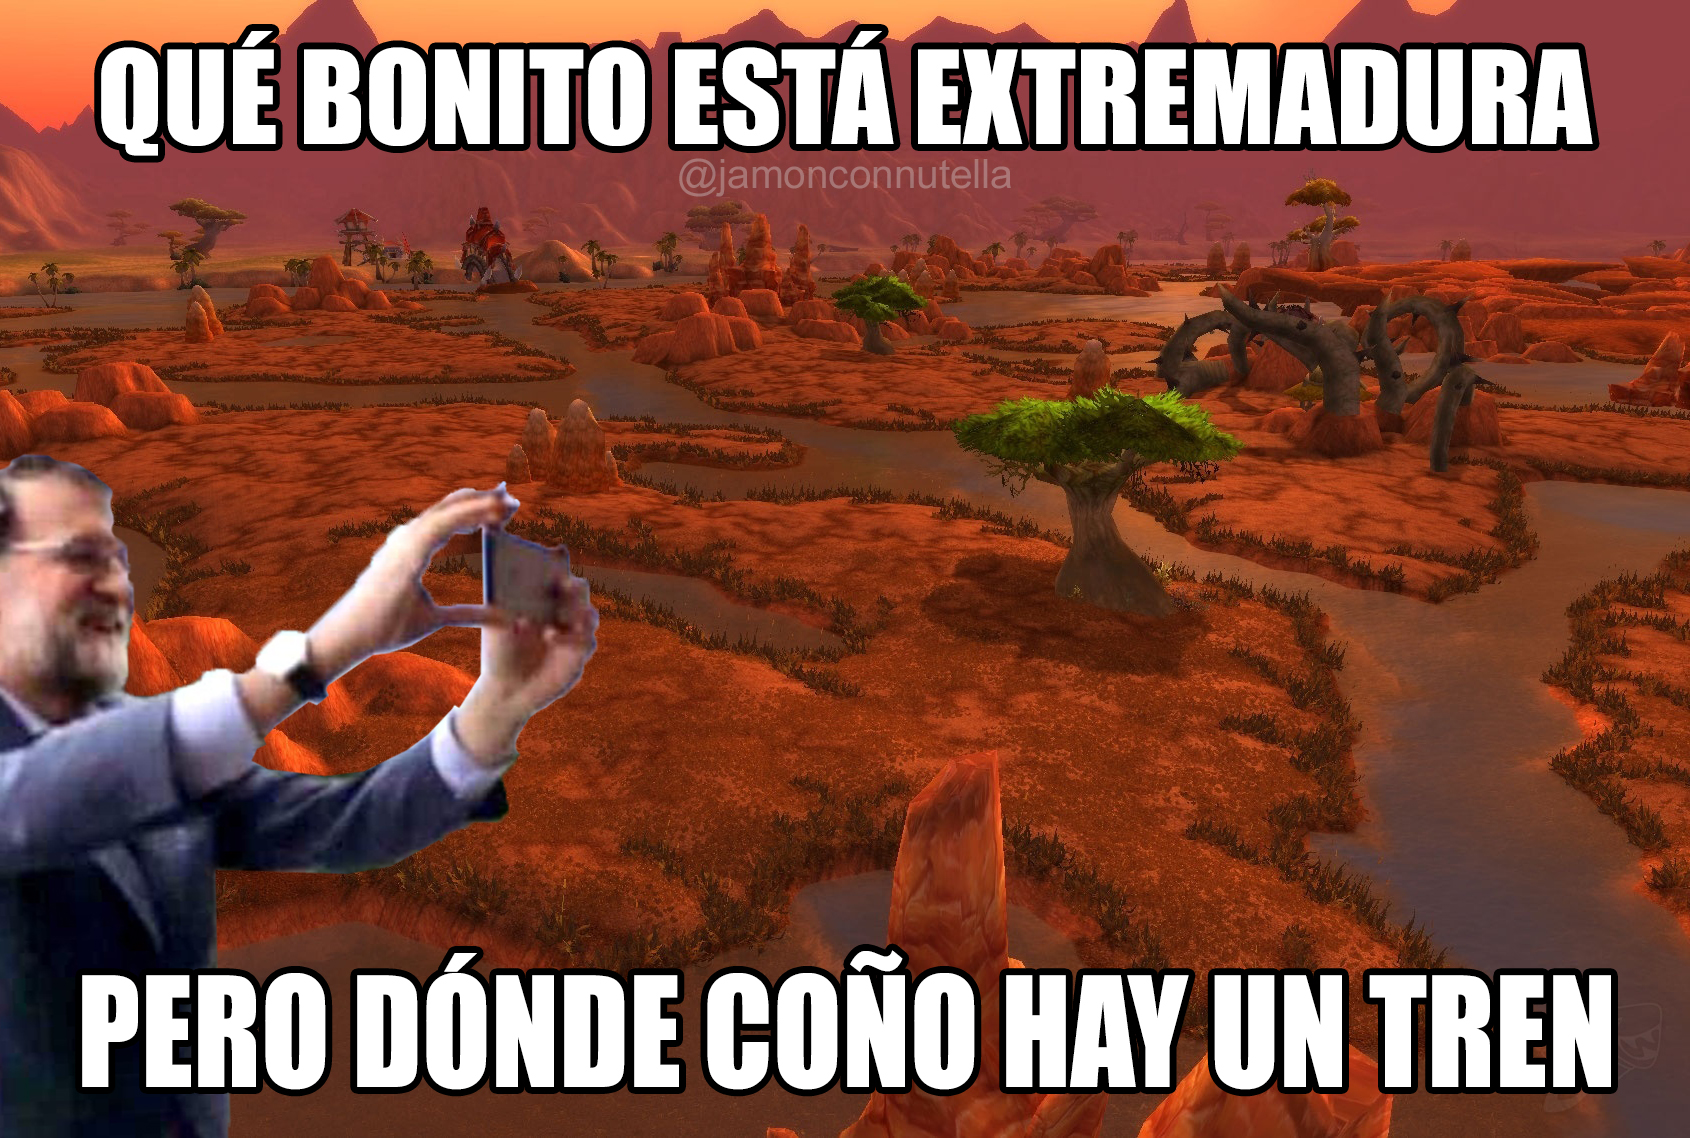 QUÉ BONITO ESTÁ EXTREMADURA
@jamonconnutella
PERO DÓNDE COÑO HAY UN TREN